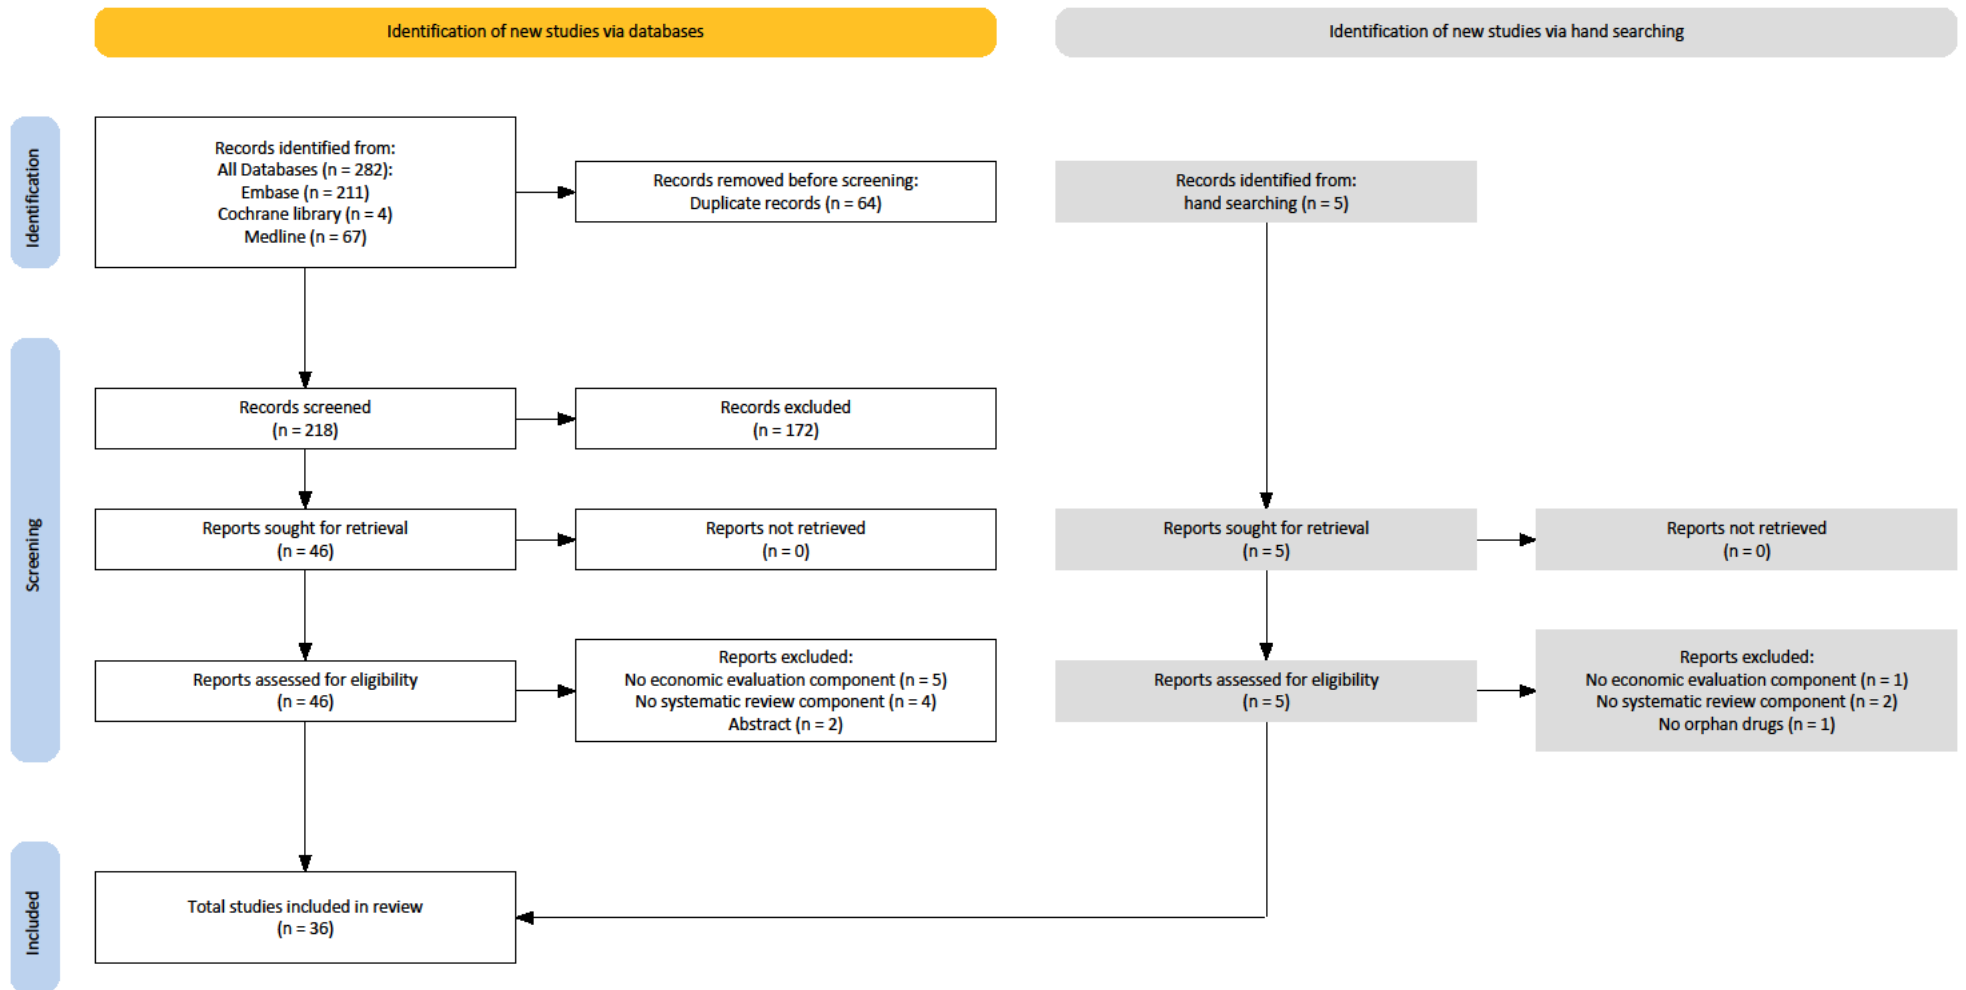 Identification of new studies via databases
Identification of new studies via hand searching
Identification
Records identified from:
All Databases (n = 282):
Embase (n = 211)
Cochrane library (n = 4)
Medline (n = 67)
Records removed before screening:
Duplicate records (n = 64)
Records identified from:
hand searching (n = 5)
Screening
Records screened
(n = 218)
Records excluded
(n = 172)
Reports sought for retrieval
(n = 46)
Reports not retrieved
(n = 0)
Reports sought for retrieval
(n = 5)
Reports not retrieved
(n = 0)
Reports assessed for eligibility
(n = 46)
Reports excluded:
No economic evaluation component (n = 5)
No systematic review component (n = 4)
Abstract (n = 2)
Reports assessed for eligibility
(n = 5)
Reports excluded:
No economic evaluation component (n = 1)
No systematic review component (n = 2)
No orphan drugs (n = 1)
Included
Total studies included in review
(n = 36)